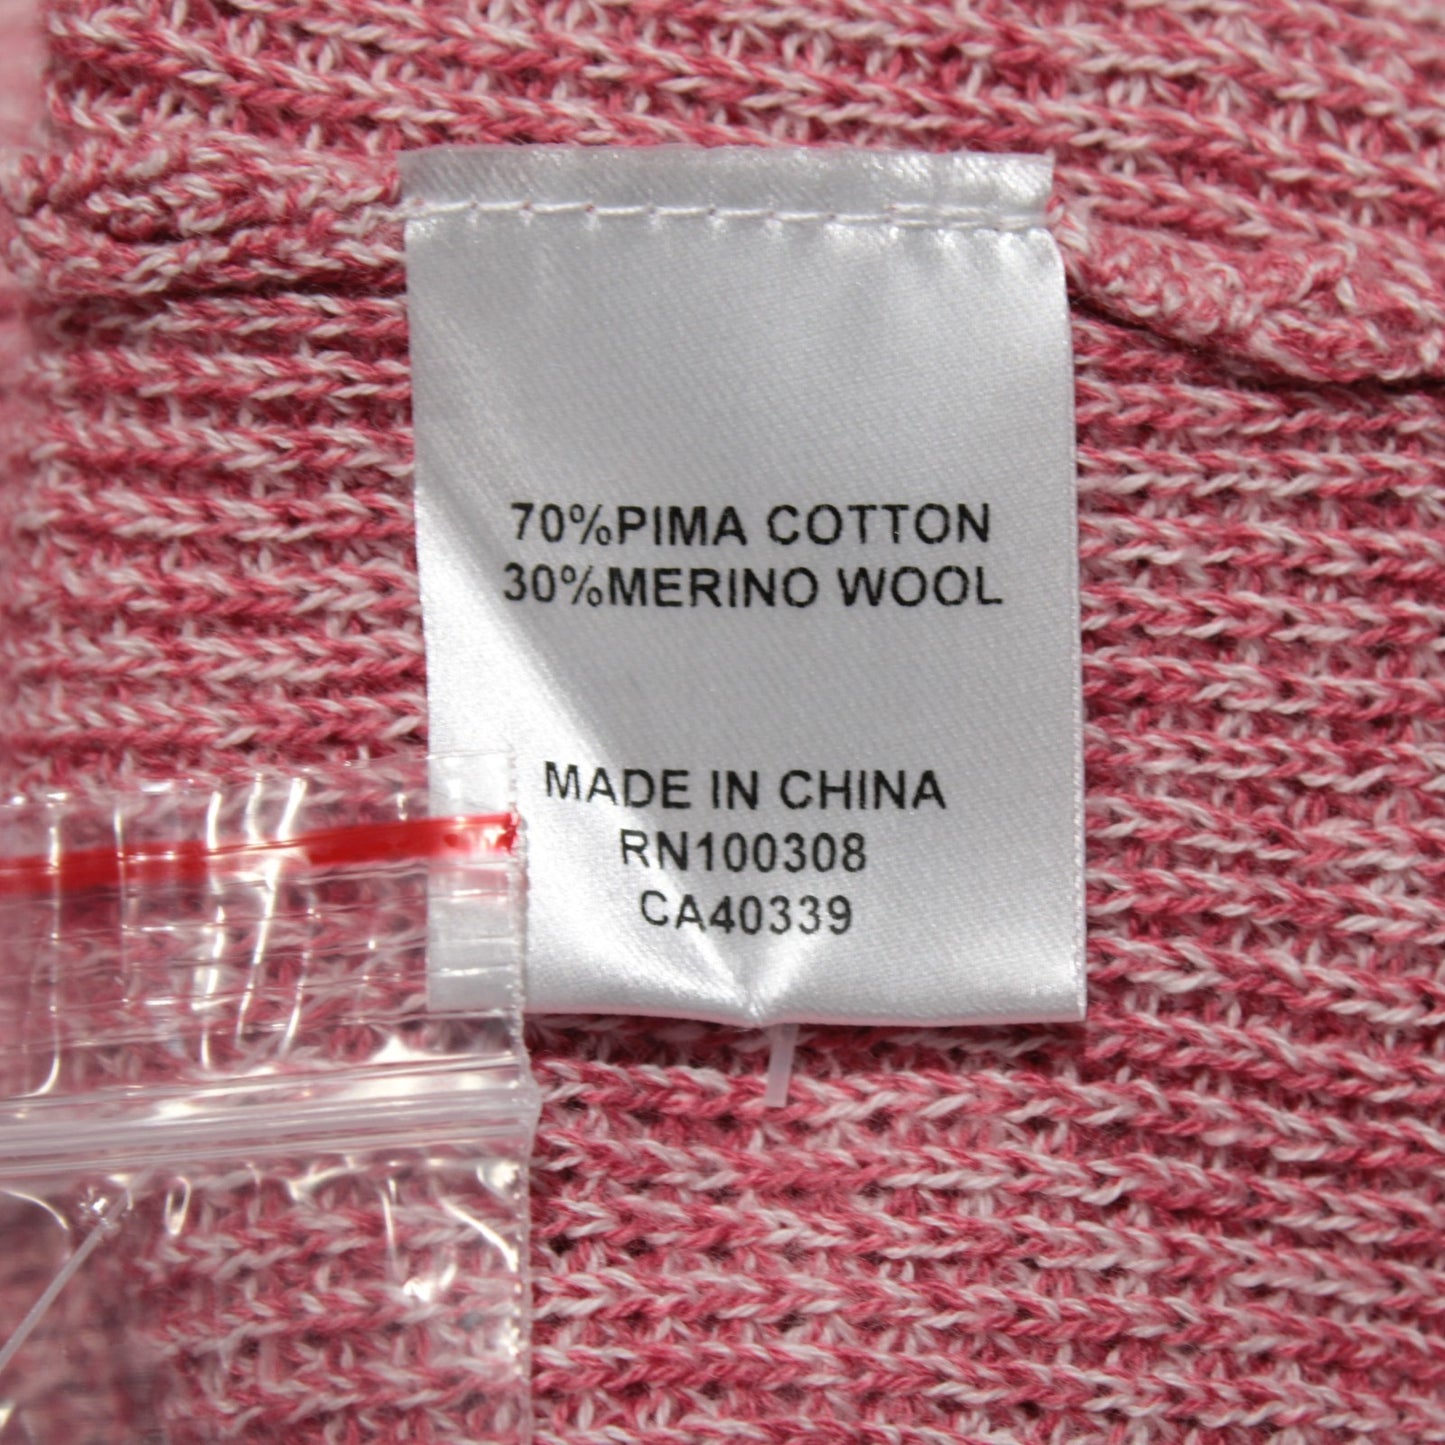 70%PIMA COTTON
30%MERINO WOOL
MADE IN CHINA
RN100308
CA40339